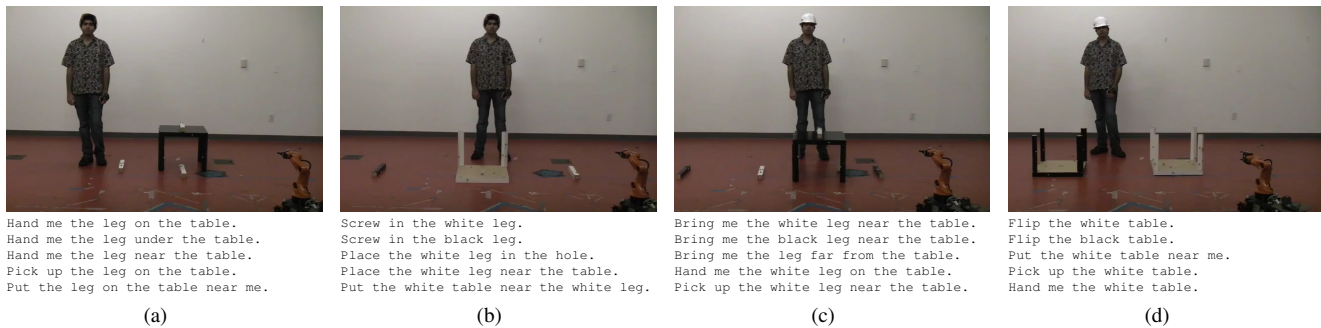 Hand me the leg on the table.
Hand me the leg under the table.
Hand me the leg near the table.
Pick up the leg on the table.
Put the leg on the table near me.
(a)
Screw in the white leg.
Screw in the black leg.
Place the white leg in the hole.
Place the white leg near the table.
Put the white table near the white leg.
(b)
Bring me the white leg near the table.
Bring me the black leg near the table.
Bring me the leg far from the table.
Hand me the white leg on the table.
Pick up the white leg near the table.
(c)
Flip the white table.
Flip the black table.
Put the white table near me.
Pick up the white table.
Hand me the white table.
(d)